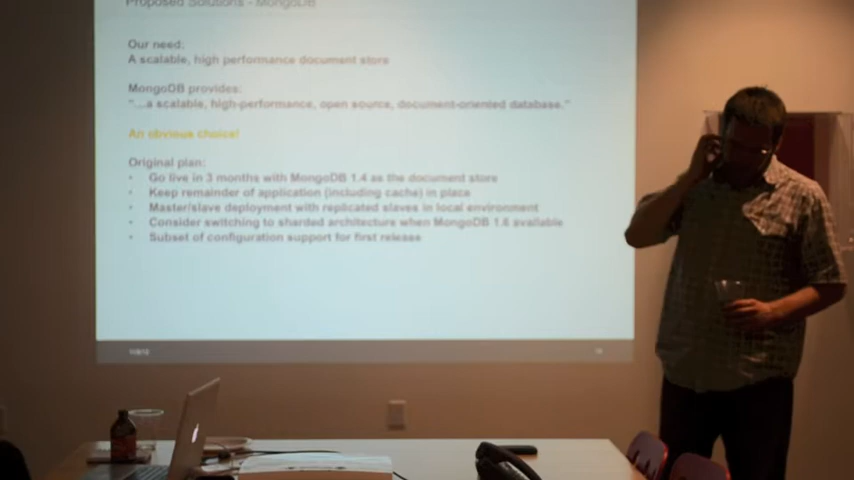 Proposed Solutions - MongoDB
Our need:
A scalable, high performance document store
MongoDB provides:
"...a scalable, high-performance, open source, document-oriented database."
An obvious choice!
Original plan:
• Go live in 3 months with MongoDB 1.4 as the document store
• Keep remainder of application (including cache) in place
• Master/slave deployment with replicated slaves in local environment
• Consider switching to sharded architecture when MongoDB 1.6 available
• Subset of configuration support for first release